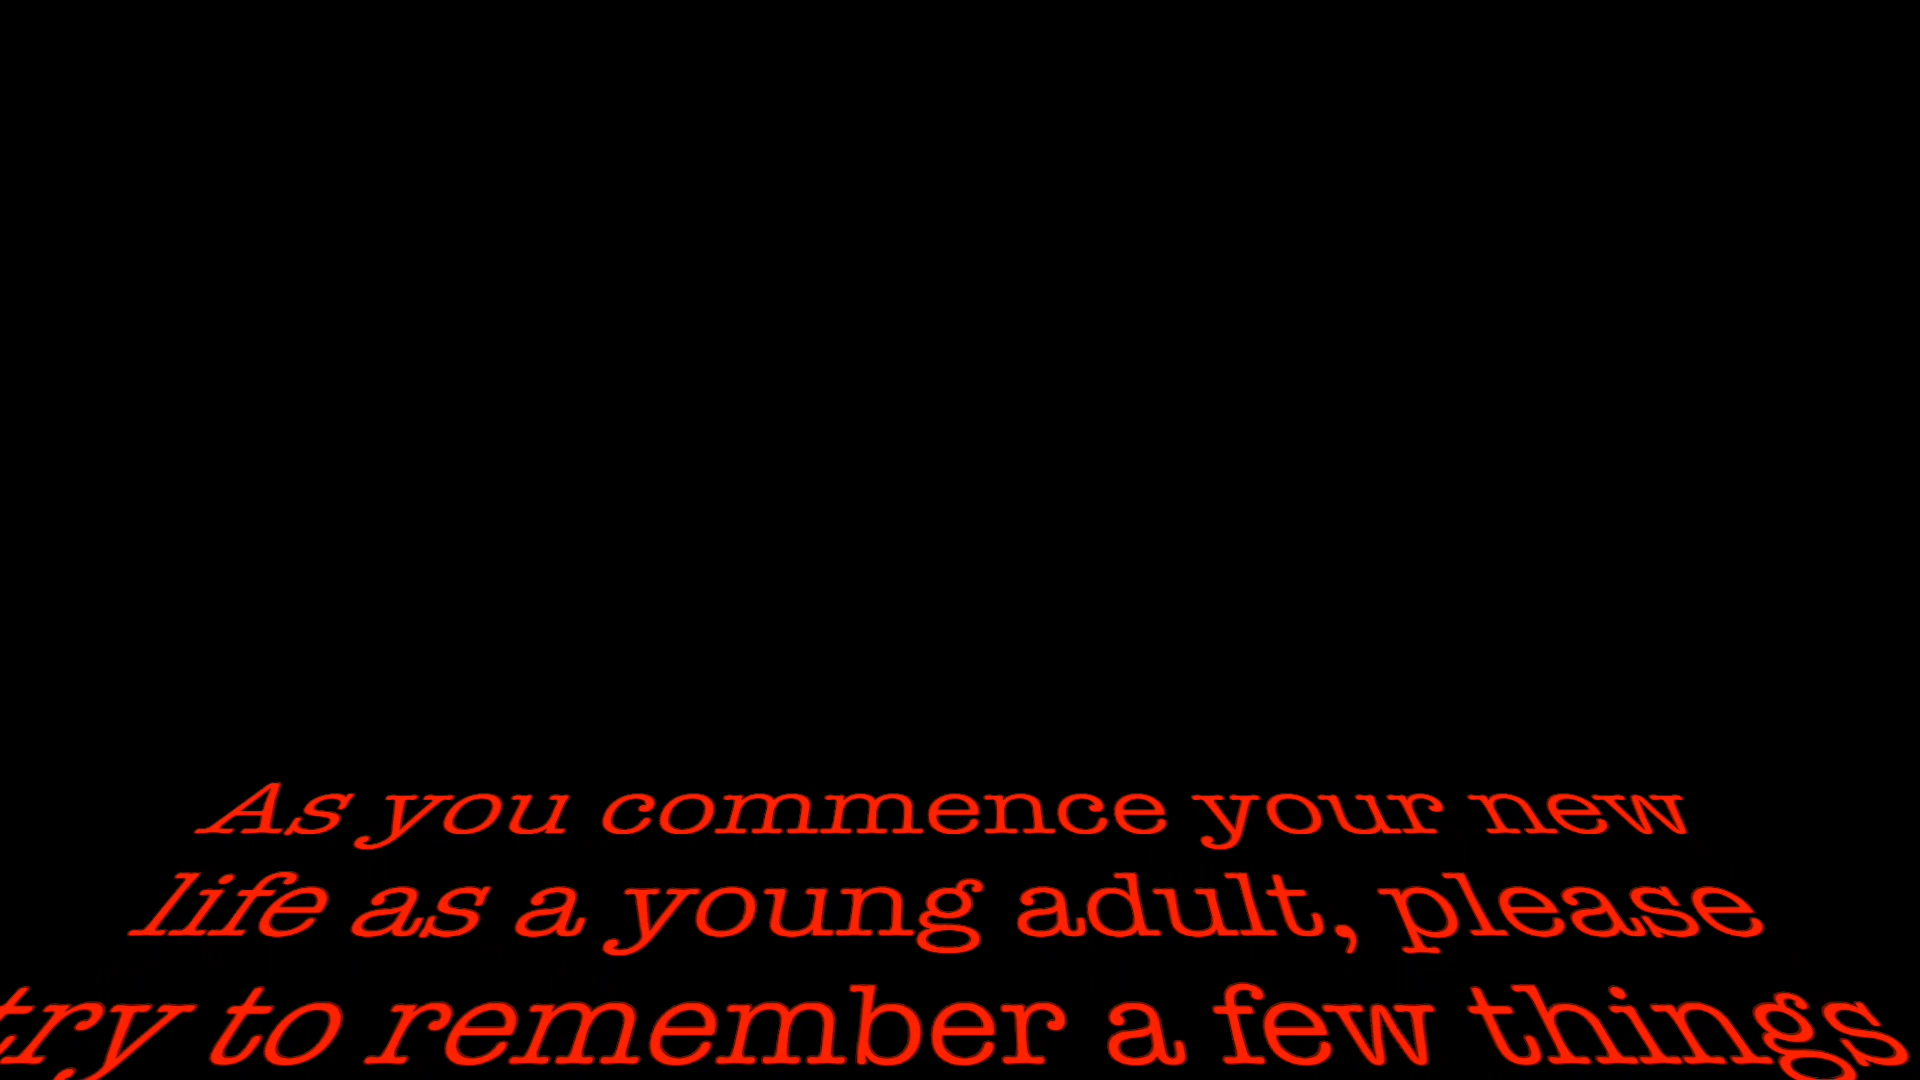 As you commence your new
life as a young adult, please
try to remember a few things